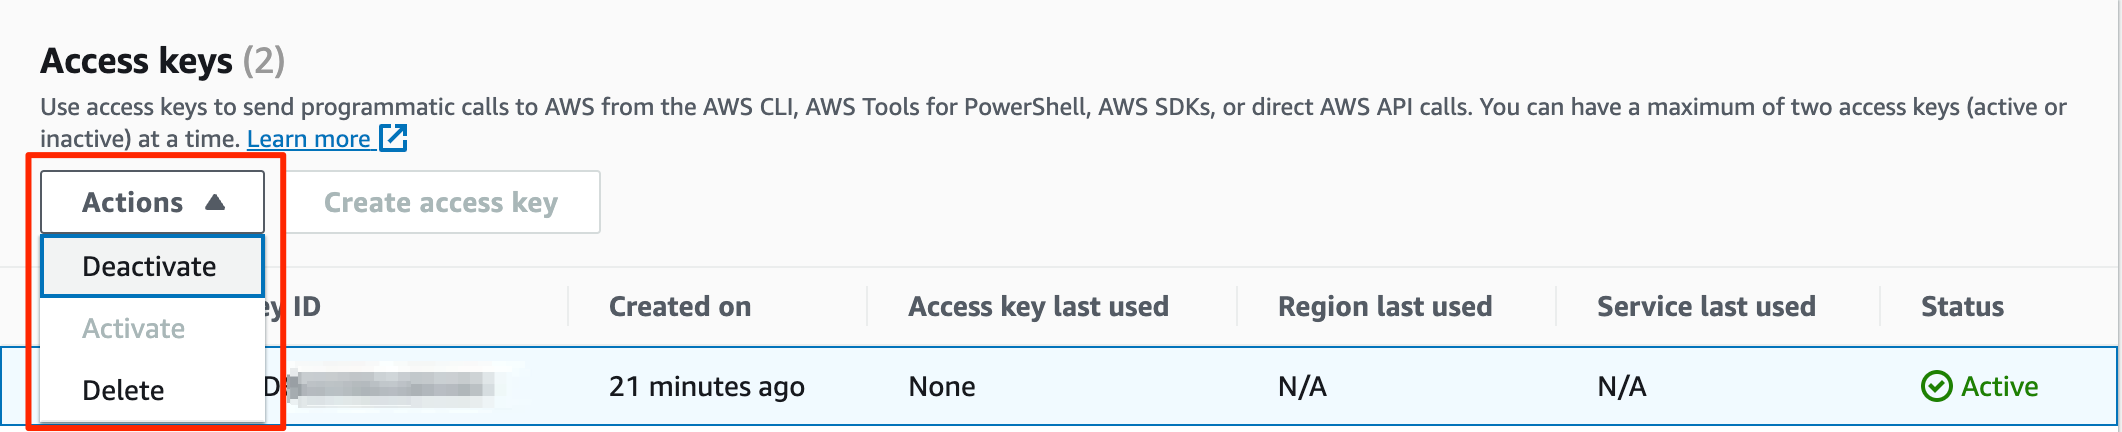 Access keys (2)
Use access keys to send programmatic calls to AWS from the AWS CLI, AWS Tools for PowerShell, AWS SDKs, or direct AWS API calls. You can have a maximum of two access keys (active or
inactive) at a time. Learn more
Actions Create access key
Deactivate
Activate
Delete
ID Created on Access key last used Region last used Service last used Status
21 minutes ago None N/A N/A Active